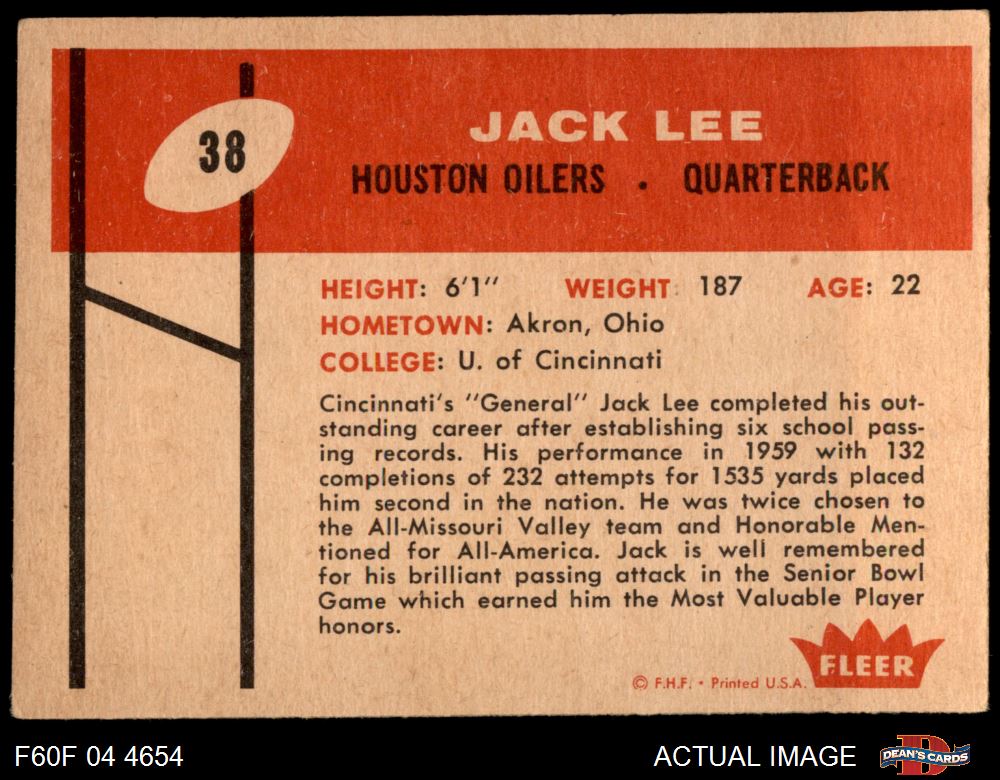 38
JACK LEE
HOUSTON OILERS . QUARTERBACK
HEIGHT: 6'1" WEIGHT: 187 AGE: 22
HOMETOWN: Akron, Ohio
COLLEGE: U. of Cincinnati
Cincinnati's "General" Jack Lee completed his out-
standing career after establishing six school pass-
ing records. His performance in 1959 with 132
completions of 232 attempts for 1535 yards placed
him second in the nation. He was twice chosen to
the All-Missouri Valley team and Honorable Men-
tioned for All-America. Jack is well remembered
for his brilliant passing attack in the Senior Bowl
Game which earned him the Most Valuable Player
honors.
FLEER
© F.H.F. • Printed U.S.A.
F60F 04 4654 ACTUAL IMAGE DEAN'S CARDS